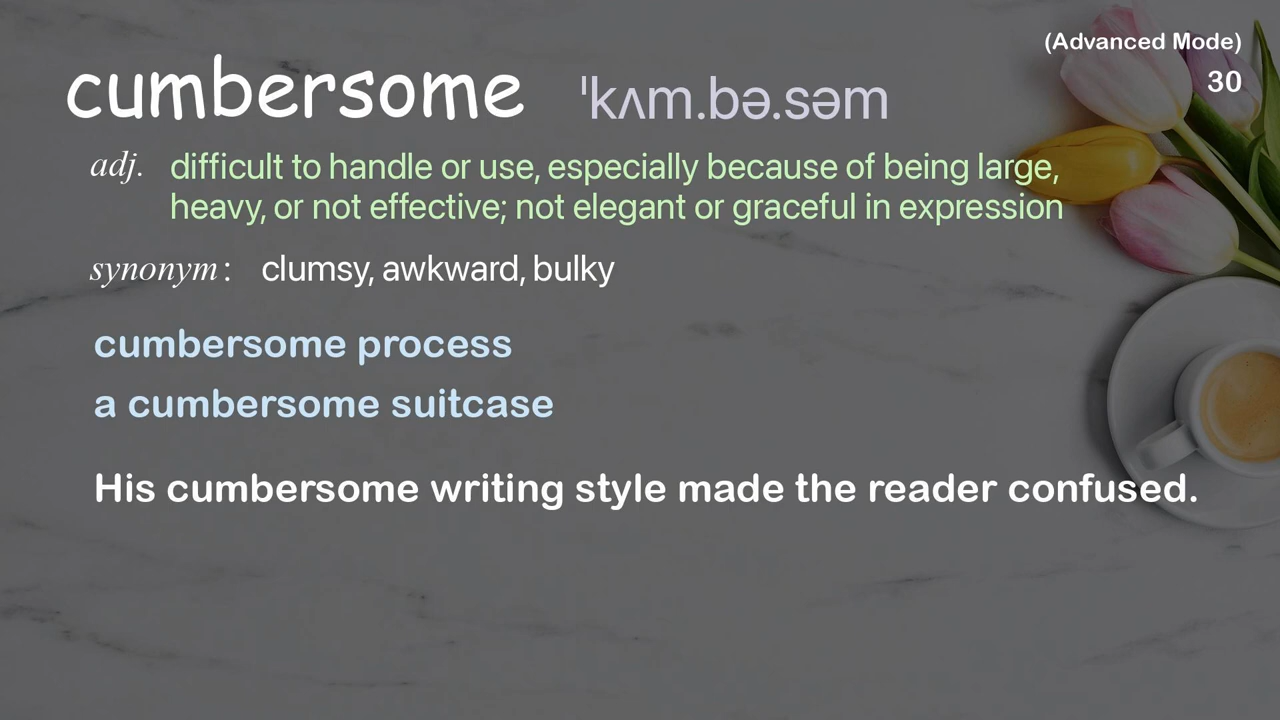 (Advanced Mode)
30
cumbersome ˈkʌm.bə.səm
adj. difficult to handle or use, especially because of being large,
heavy, or not effective; not elegant or graceful in expression
synonym: clumsy, awkward, bulky
cumbersome process
a cumbersome suitcase
His cumbersome writing style made the reader confused.